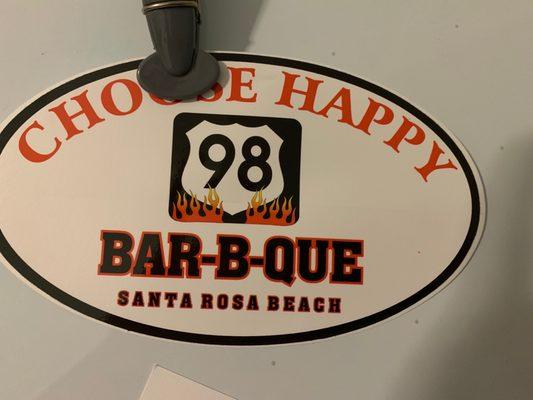 CHOOSE HAPPY
98
BAR-B-QUE
SANTA ROSA BEACH